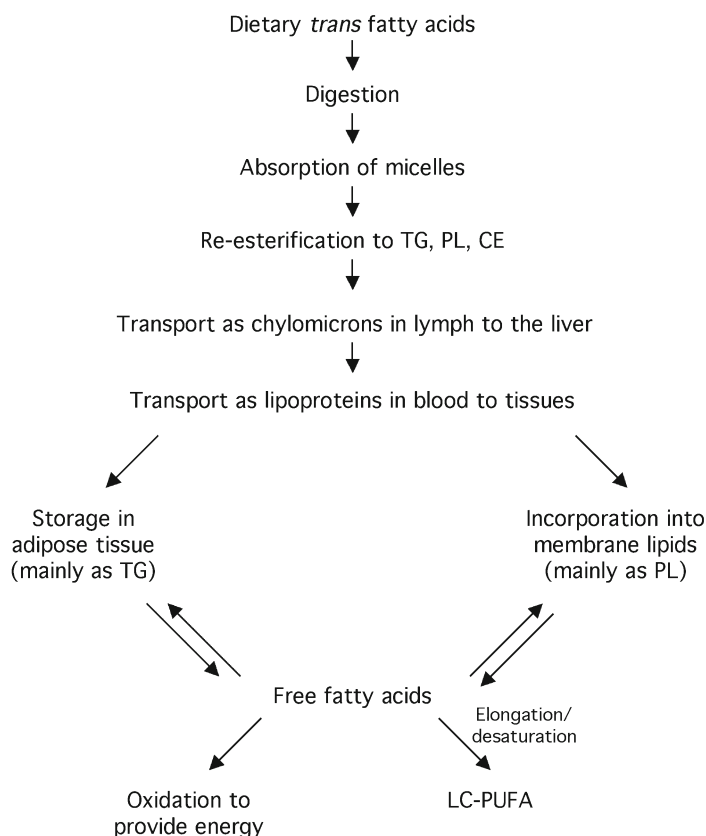 Dietary trans fatty acids
Digestion
Absorption of micelles
Re-esterification to TG, PL, CE
Transport as chylomicrons in lymph to the liver
Transport as lipoproteins in blood to tissues
Storage in
adipose tissue
(mainly as TG)
Incorporation into
membrane lipids
(mainly as PL)
Free fatty acids
Elongation/
desaturation
Oxidation to
provide energy
LC-PUFA